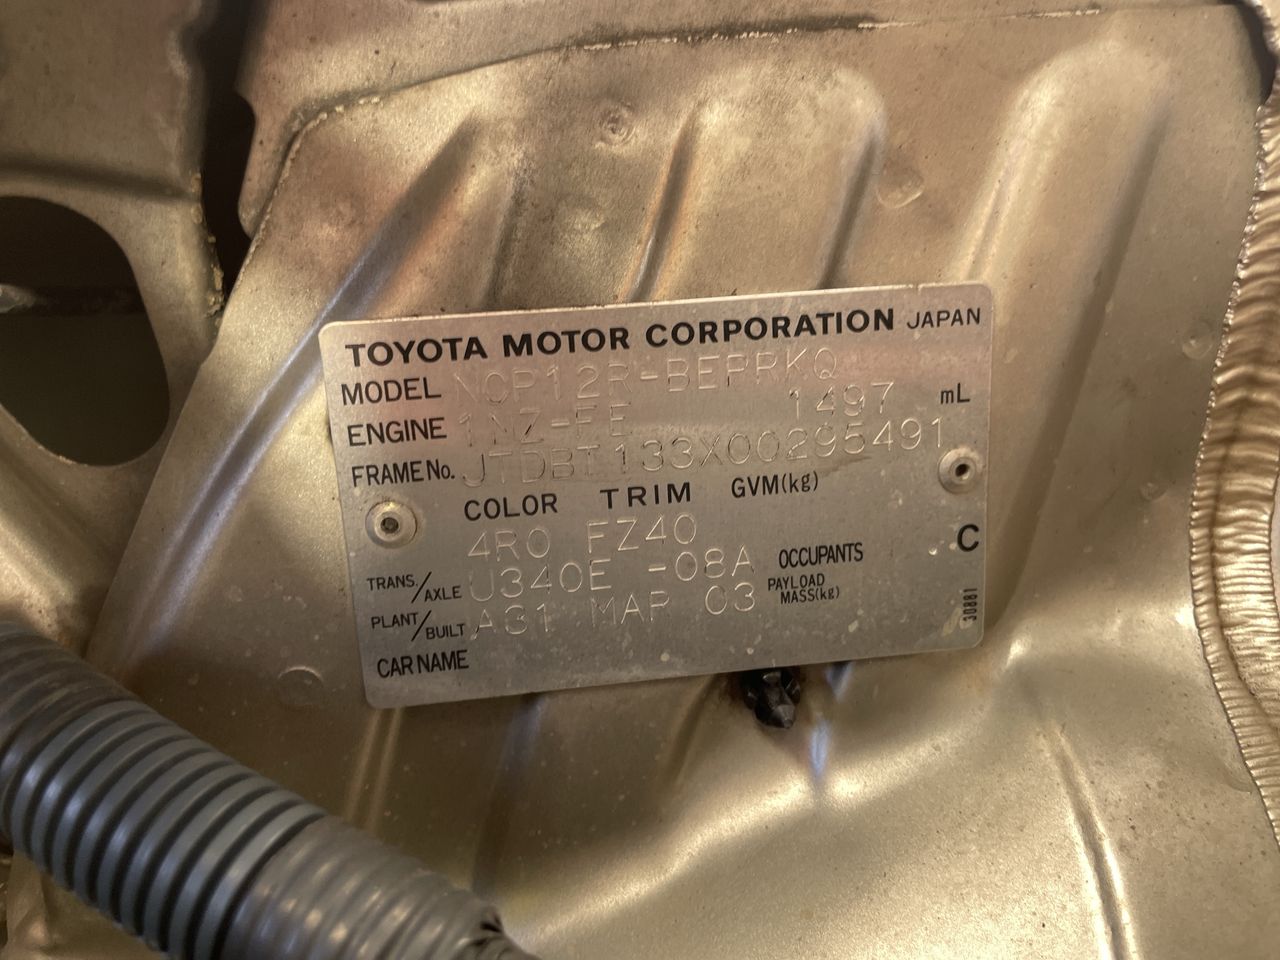 TOYOTA MOTOR CORPORATION JAPAN
MODEL NCP12R-BEPRKQ
ENGINE 1NZ-FE 1497 mL
FRAME No. JTDBT133X00295491
COLOR TRIM GVM(kg)
4R0 FZ40
TRANS./AXLE U340E -08A OCCUPANTS
PLANT/BUILT A31 MAR 03 PAYLOAD MASS(kg)
CAR NAME
C
30881